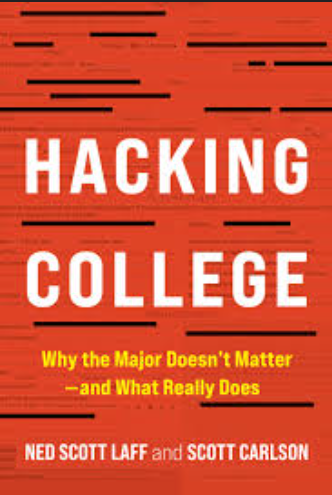 HACKING
COLLEGE
Why the Major Doesn't Matter
—and What Really Does
NED SCOTT LAFF and SCOTT CARLSON